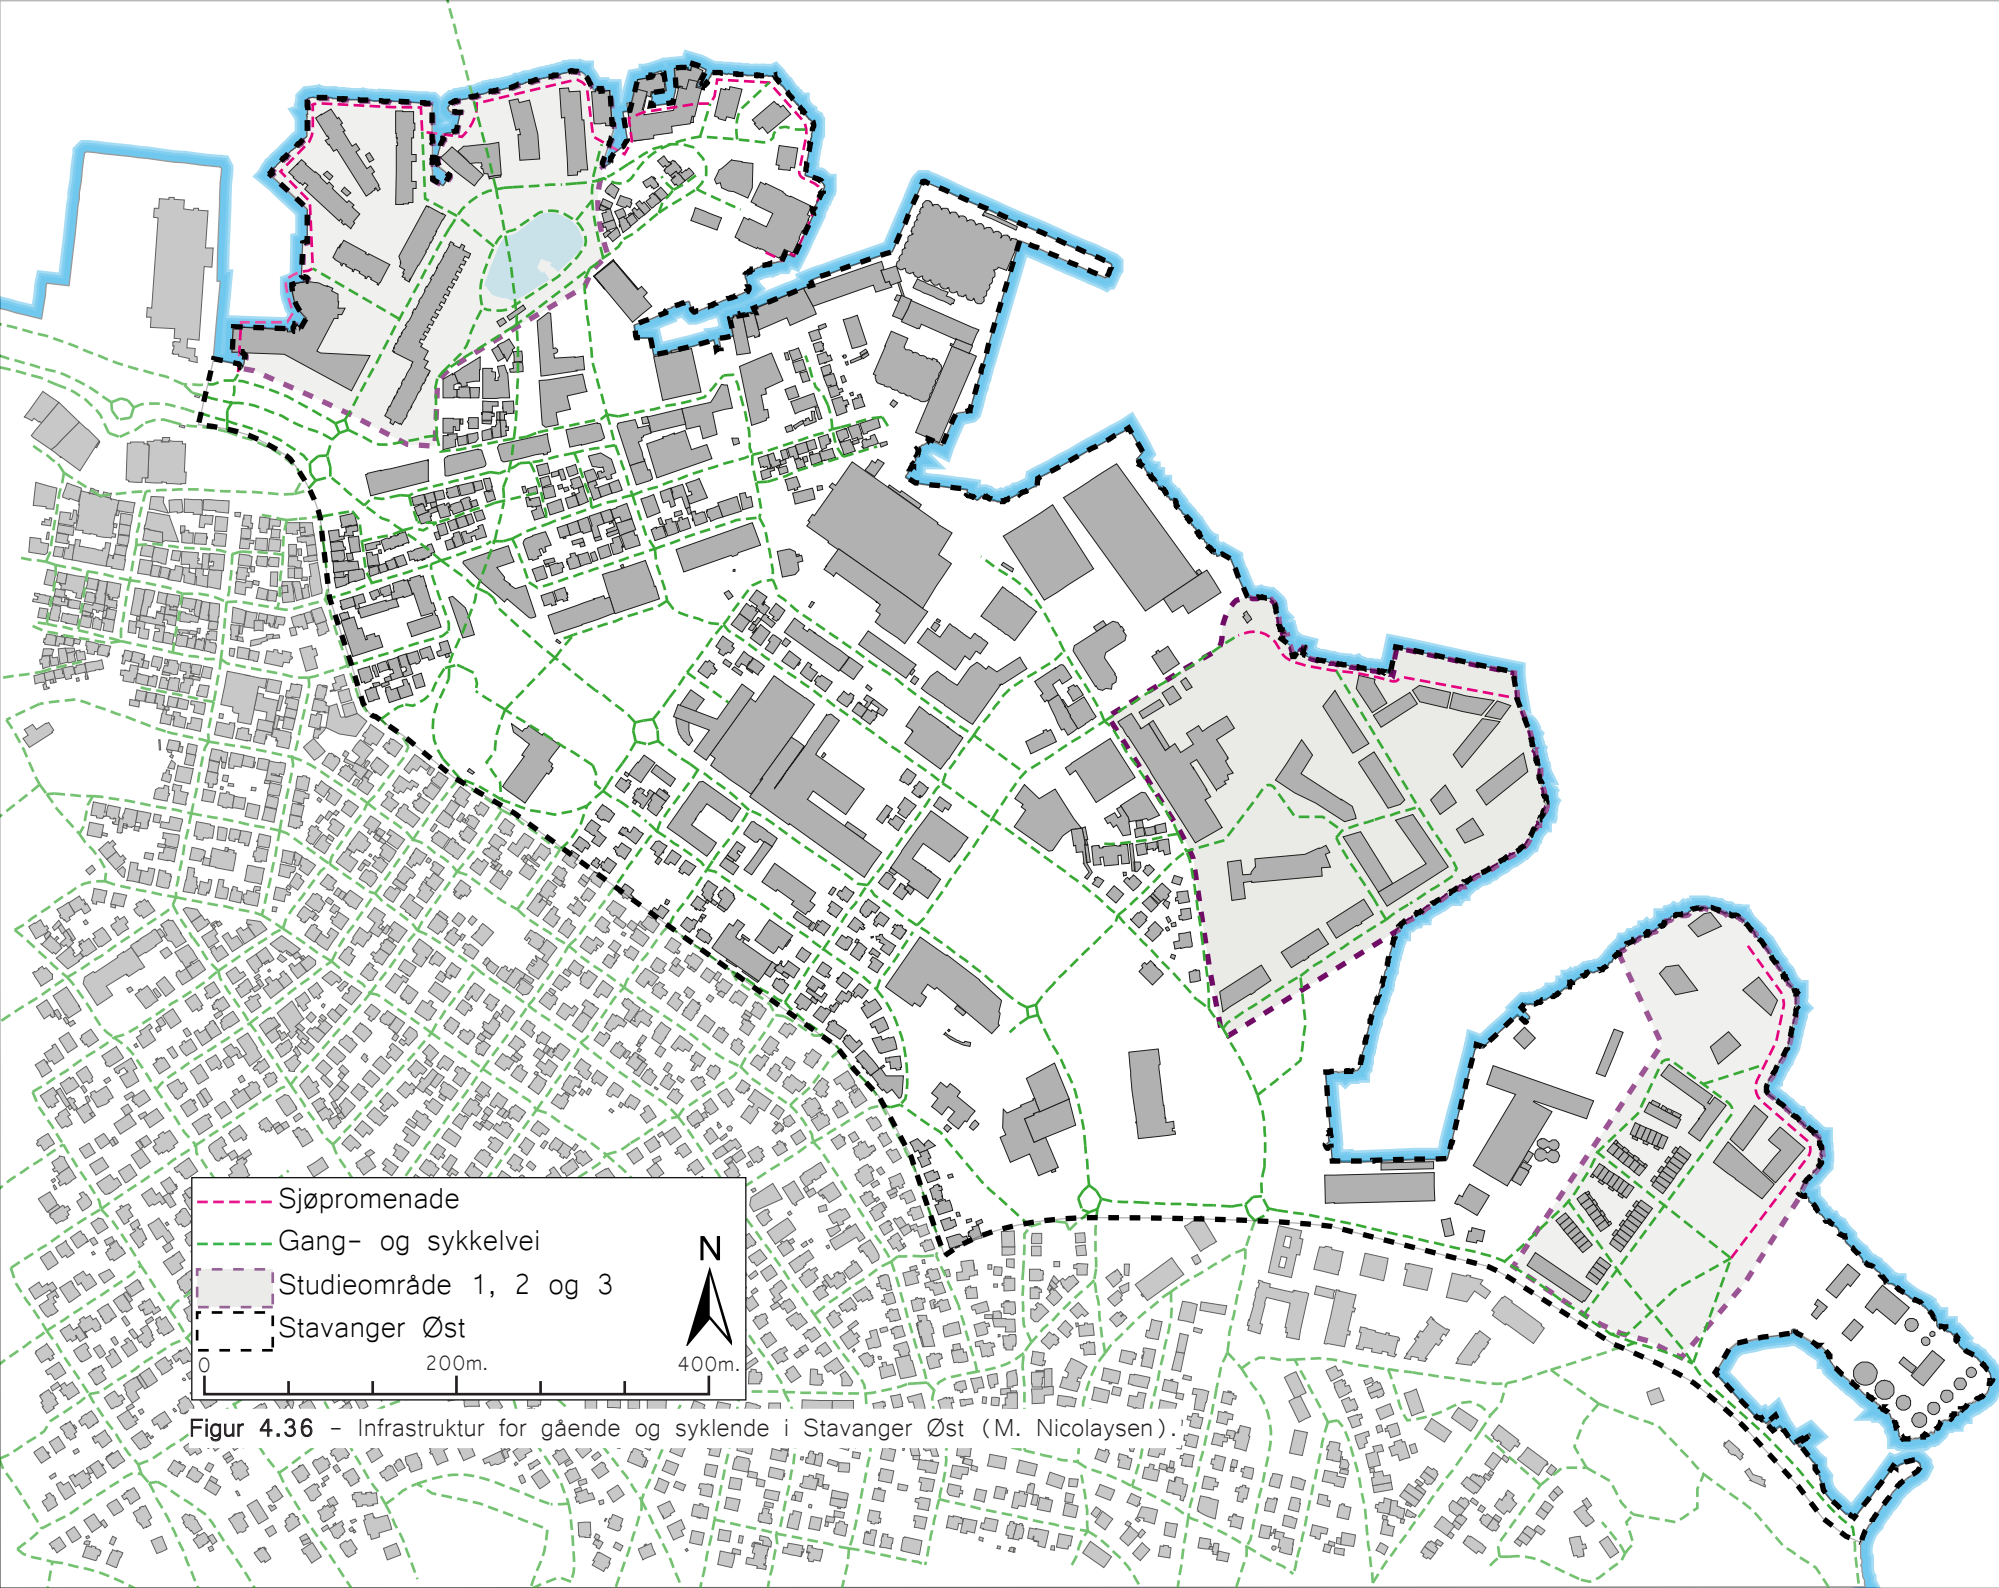 Sjøpromenade
Gang- og sykkelvei
Studieområde 1, 2 og 3
Stavanger Øst
N
0 200m. 400m.
Figur 4.36 - Infrastruktur for gående og syklende i Stavanger Øst (M. Nicolaysen).